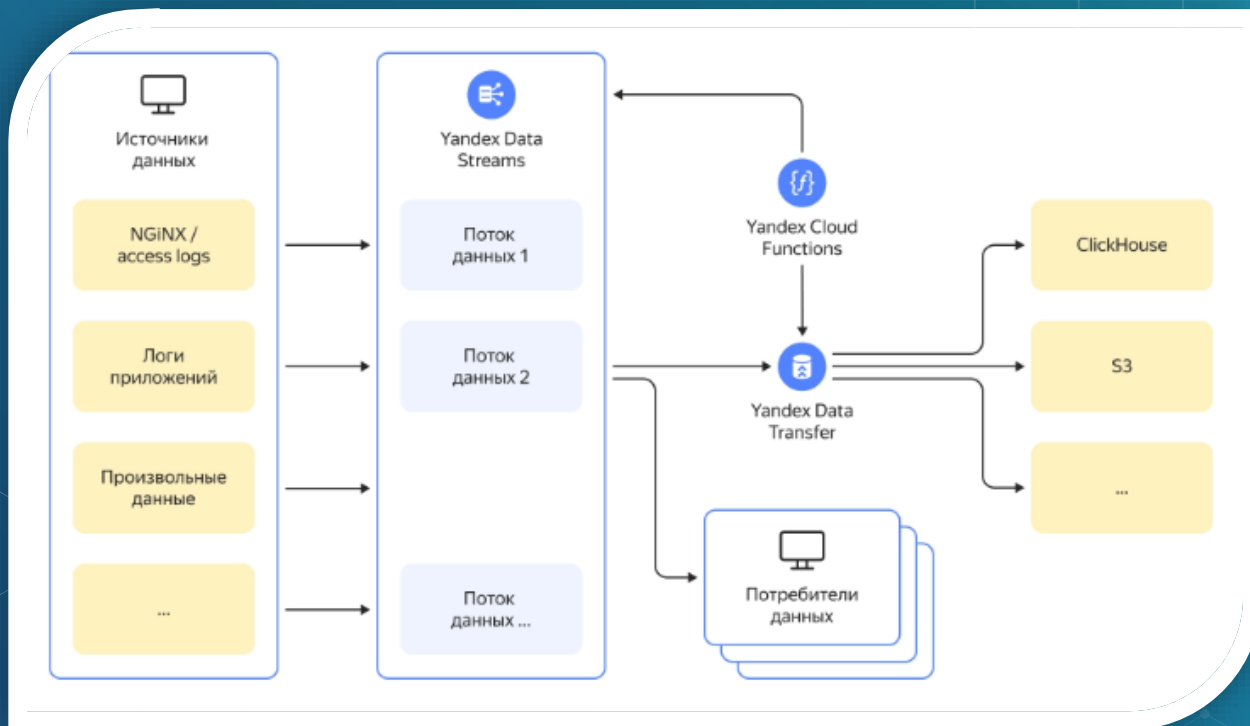 Источники
данных
NGiNX /
access logs
Логи
приложений
Произвольные
данные
...
Yandex Data
Streams
Поток
данных 1
Поток
данных 2
Поток
данных ...
Yandex Cloud
Functions
Yandex Data
Transfer
Потребители
данных
ClickHouse
S3
...